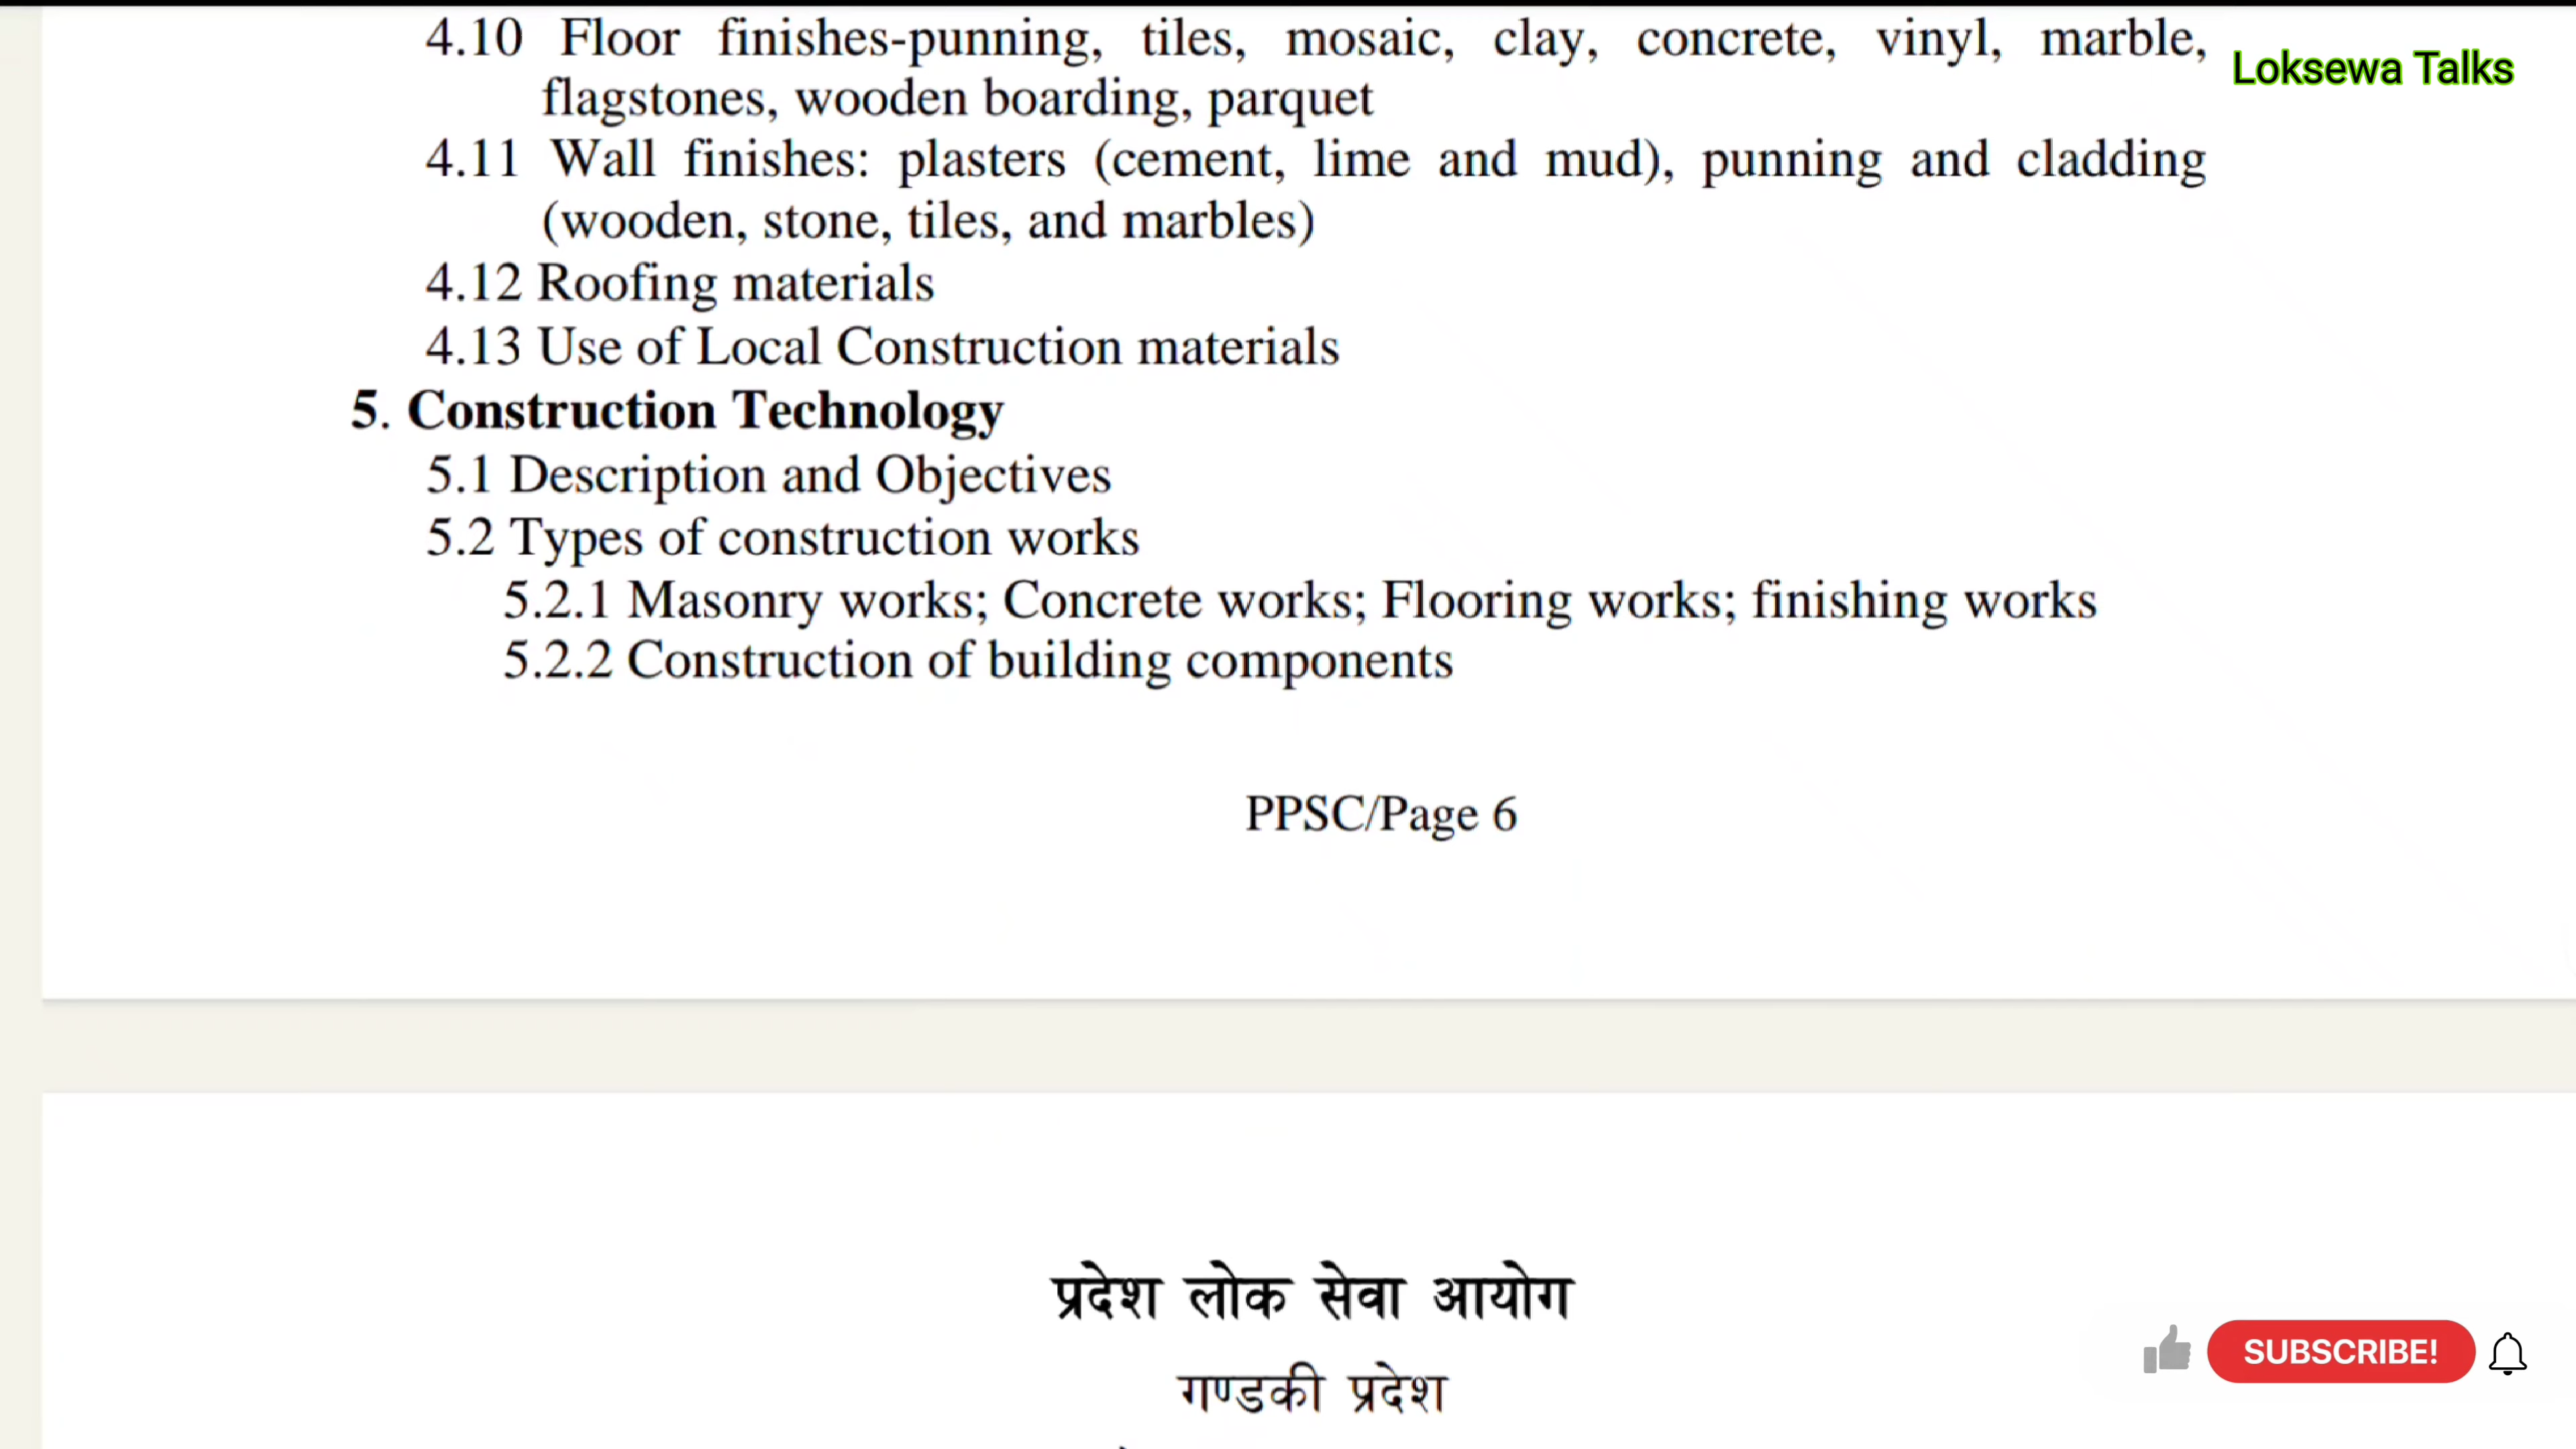 4.10 Floor finishes-punning, tiles, mosaic, clay, concrete, vinyl, marble,
Loksewa Talks
flagstones, wooden boarding, parquet
4.11 Wall finishes: plasters (cement, lime and mud), punning and cladding
(wooden, stone, tiles, and marbles)
4.12 Roofing materials
4.13 Use of Local Construction materials
5. Construction Technology
5.1 Description and Objectives
5.2 Types of construction works
5.2.1 Masonry works; Concrete works; Flooring works; finishing works
5.2.2 Construction of building components
PPSC/Page 6
प्रदेश लोक सेवा आयोग
SUBSCRIBE!
गण्डकी प्रदेश